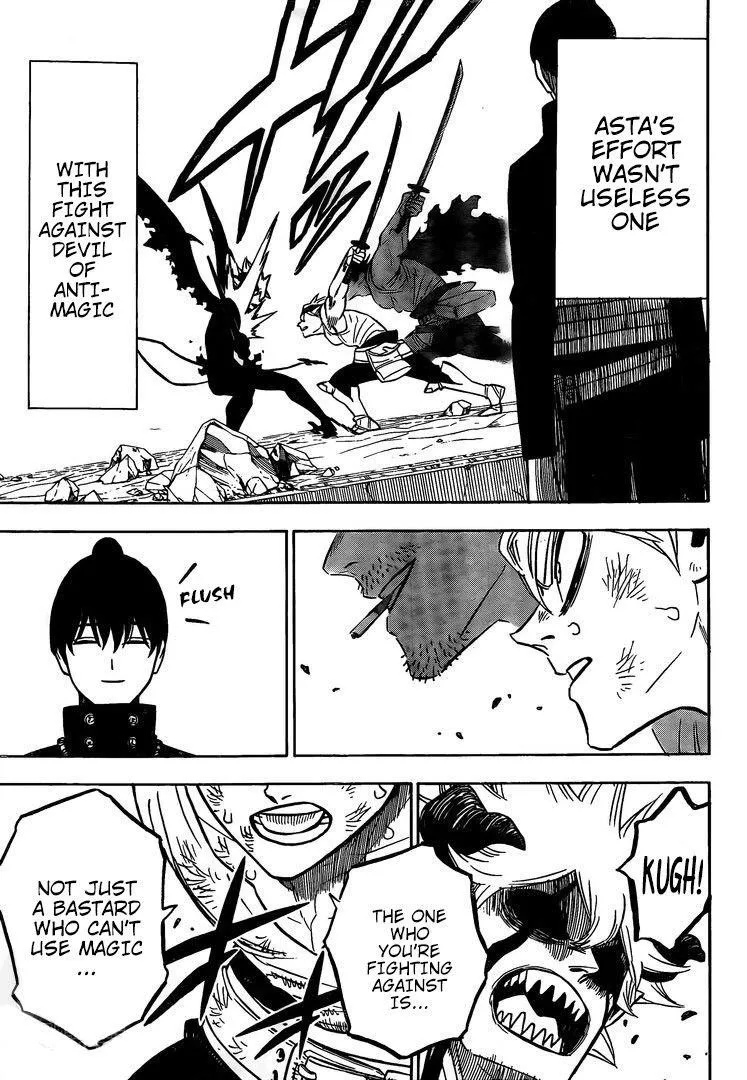 ASTA'S
EFFORT
WASN'T
USELESS
ONE
WITH
THIS
FIGHT
AGAINST
DEVIL
OF
ANTI-
MAGIC
FLUSH
KUGH!
THE ONE
WHO
YOU'RE
FIGHTING
AGAINST
IS...
NOT JUST
A BASTARD
WHO CAN'T
USE MAGIC
...